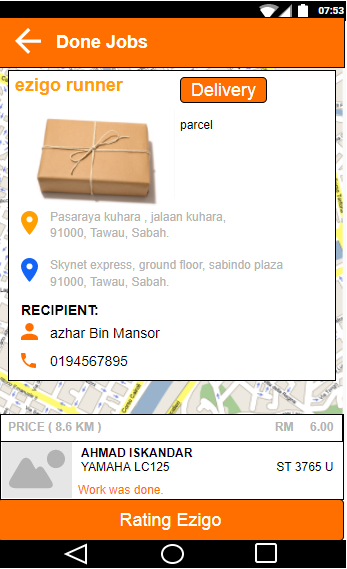 07:53
Done Jobs
ezigo runner
Delivery
parcel
Pasaraya kuhara , jalaan kuhara,
91000, Tawau, Sabah.
Skynet express, ground floor, sabindo plaza
91000, Tawau, Sabah.
RECIPIENT:
azhar Bin Mansor
0194567895
PRICE ( 8.6 KM ) RM 6.00
AHMAD ISKANDAR
YAMAHA LC125 ST 3765 U
Work was done.
Rating Ezigo